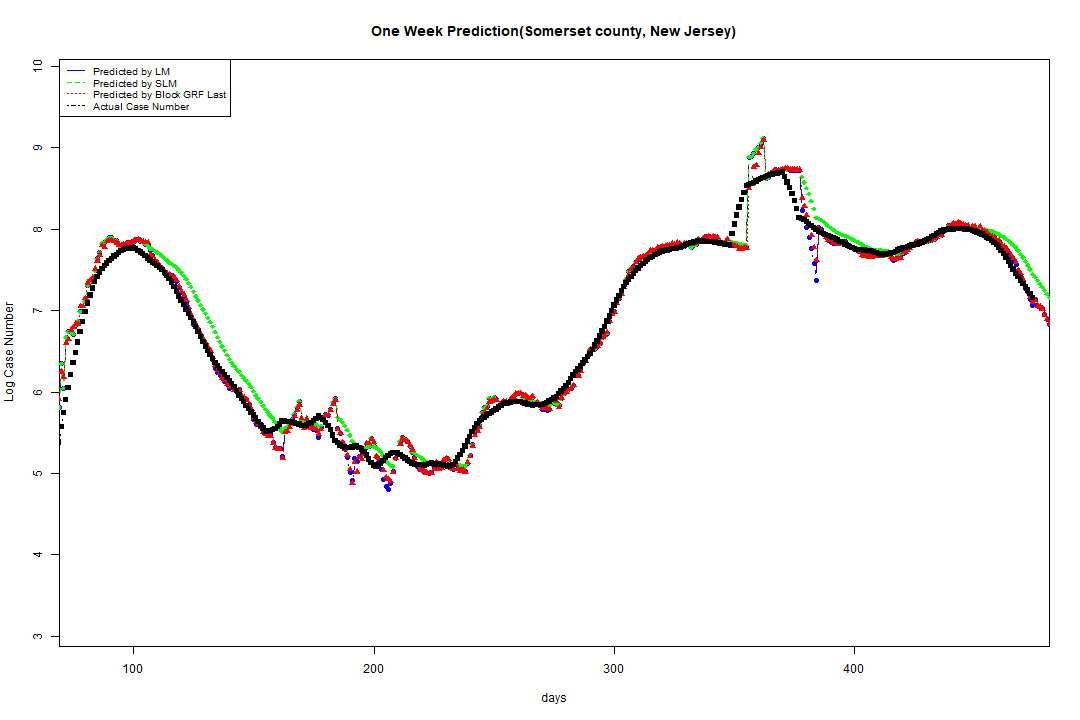 One Week Prediction(Somerset county, New Jersey)
Predicted by LM
Predicted by SLM
Predicted by Block GRF Last
Actual Case Number
10
9
8
7
6
5
4
3
Log Case Number
100 200 300 400
days